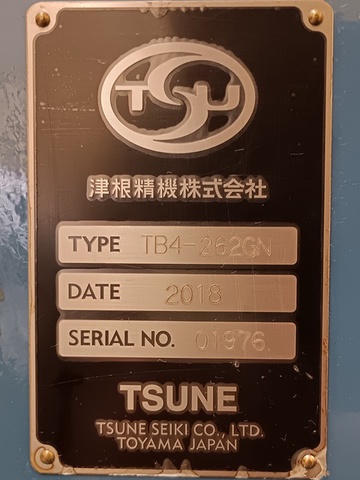 TSU
津根精機株式会社
TYPE TB4-262GN
DATE 2018
SERIAL NO. 01976.
TSUNE
TSUNE SEIKI CO., LTD.
TOYAMA JAPAN